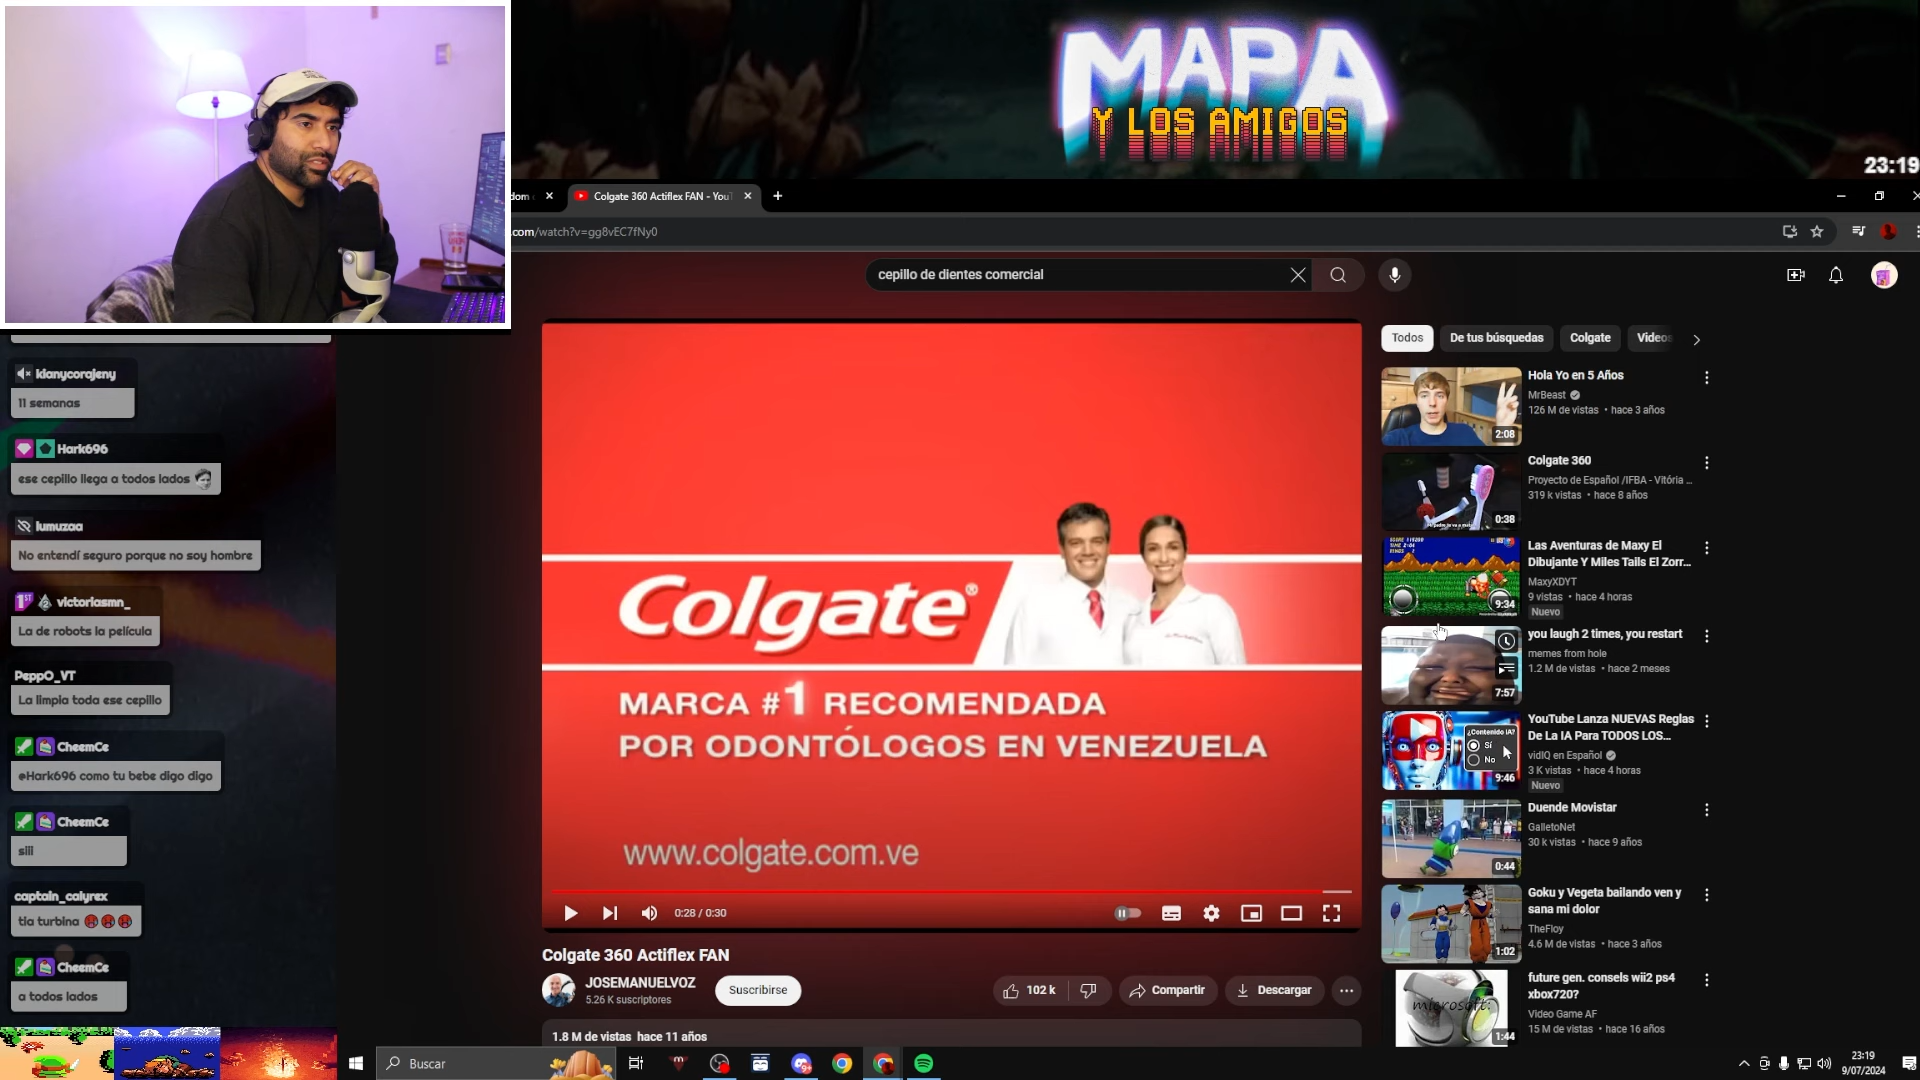 MAPA
Y LOS AMIGOS
23:19
Colgate 360 Actiflex FAN - You
.com/watch?v=gg8vEC7fNy0
cepillo de dientes comercial
klanycorajeny
11 semanas
Hark696
ese cepillo llega a todos lados
lumuzaa
No entendí seguro porque no soy hombre
1ST
2
victoriasmn_
La de robots la película
PeppO_VT
La limpia toda ese cepillo
CheemCe
@Hark696 como tu bebe digo digo
CheemCe
siii
captain_calyrex
tia turbina
CheemCe
a todos lados
Colgate®
MARCA #1 RECOMENDADA
POR ODONTÓLOGOS EN VENEZUELA
www.colgate.com.ve
0:28 / 0:30
Colgate 360 Actiflex FAN
JOSEMANUELVOZ
5.26 K suscriptores
Suscribirse
102 k
Compartir
Descargar
1.8 M de vistas hace 11 años
Todos
De tus búsquedas
Colgate
Videos
2:08
Hola Yo en 5 Años
MrBeast
126 M de vistas • hace 3 años
0:38
Colgate 360
Proyecto de Español /IFBA - Vitória ...
319 k vistas • hace 8 años
9:34
Las Aventuras de Maxy El
Dibujante Y Miles Tails El Zorr...
MaxyXDYT
9 vistas • hace 4 horas
Nuevo
7:57
you laugh 2 times, you restart
memes from hole
1.2 M de vistas • hace 2 meses
¿Contenido IA?
Sí
No
9:46
YouTube Lanza NUEVAS Reglas
De La IA Para TODOS LOS...
vidIQ en Español
3 K vistas • hace 4 horas
Nuevo
0:44
Duende Movistar
GalletoNet
30 k vistas • hace 9 años
1:02
Goku y Vegeta bailando ven y
sana mi dolor
TheFloy
4.6 M de vistas • hace 3 años
microsoft
1:44
future gen. consels wii2 ps4
xbox720?
Video Game AF
15 M de vistas • hace 16 años
Buscar
23:19
9/07/2024